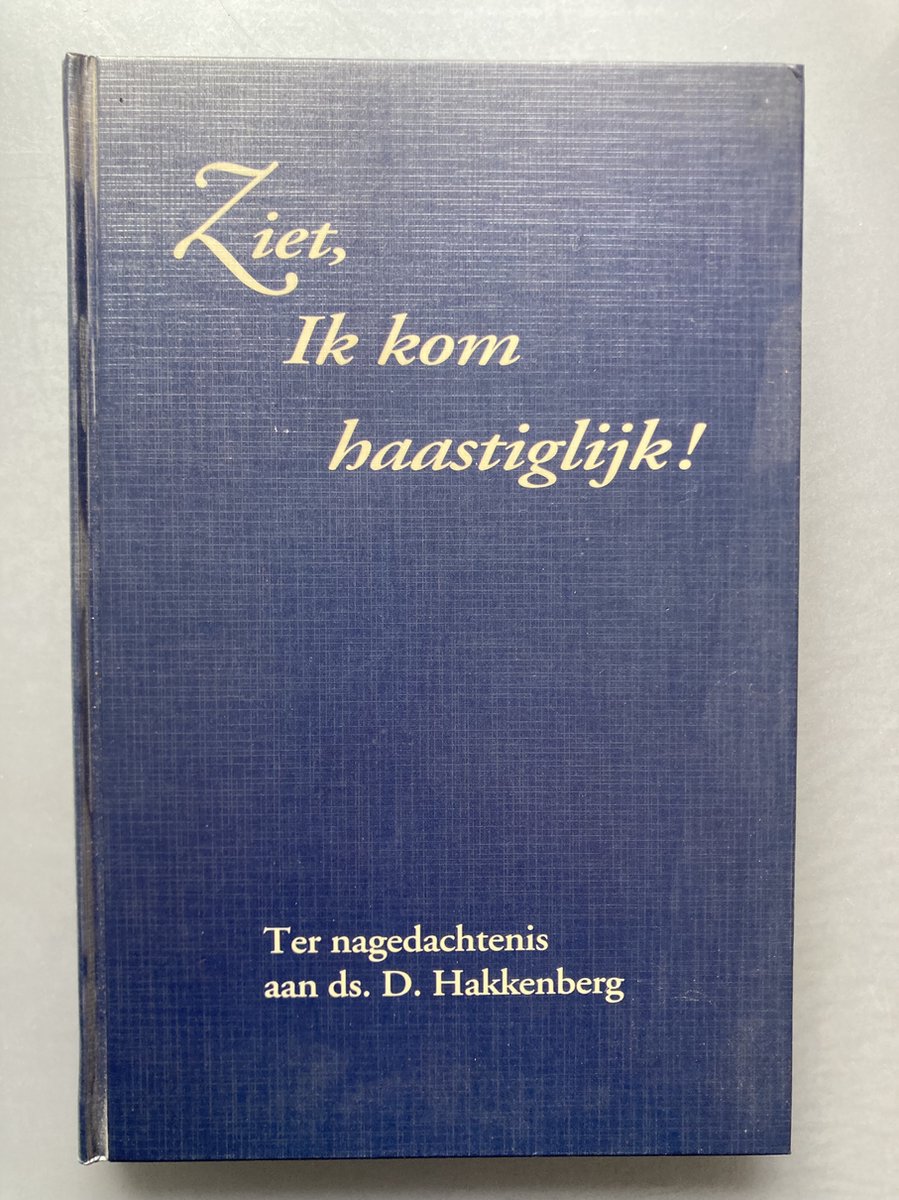 Ziet,
Ik kom
haastiglijk!
Ter nagedachtenis
aan ds. D. Hakkenberg